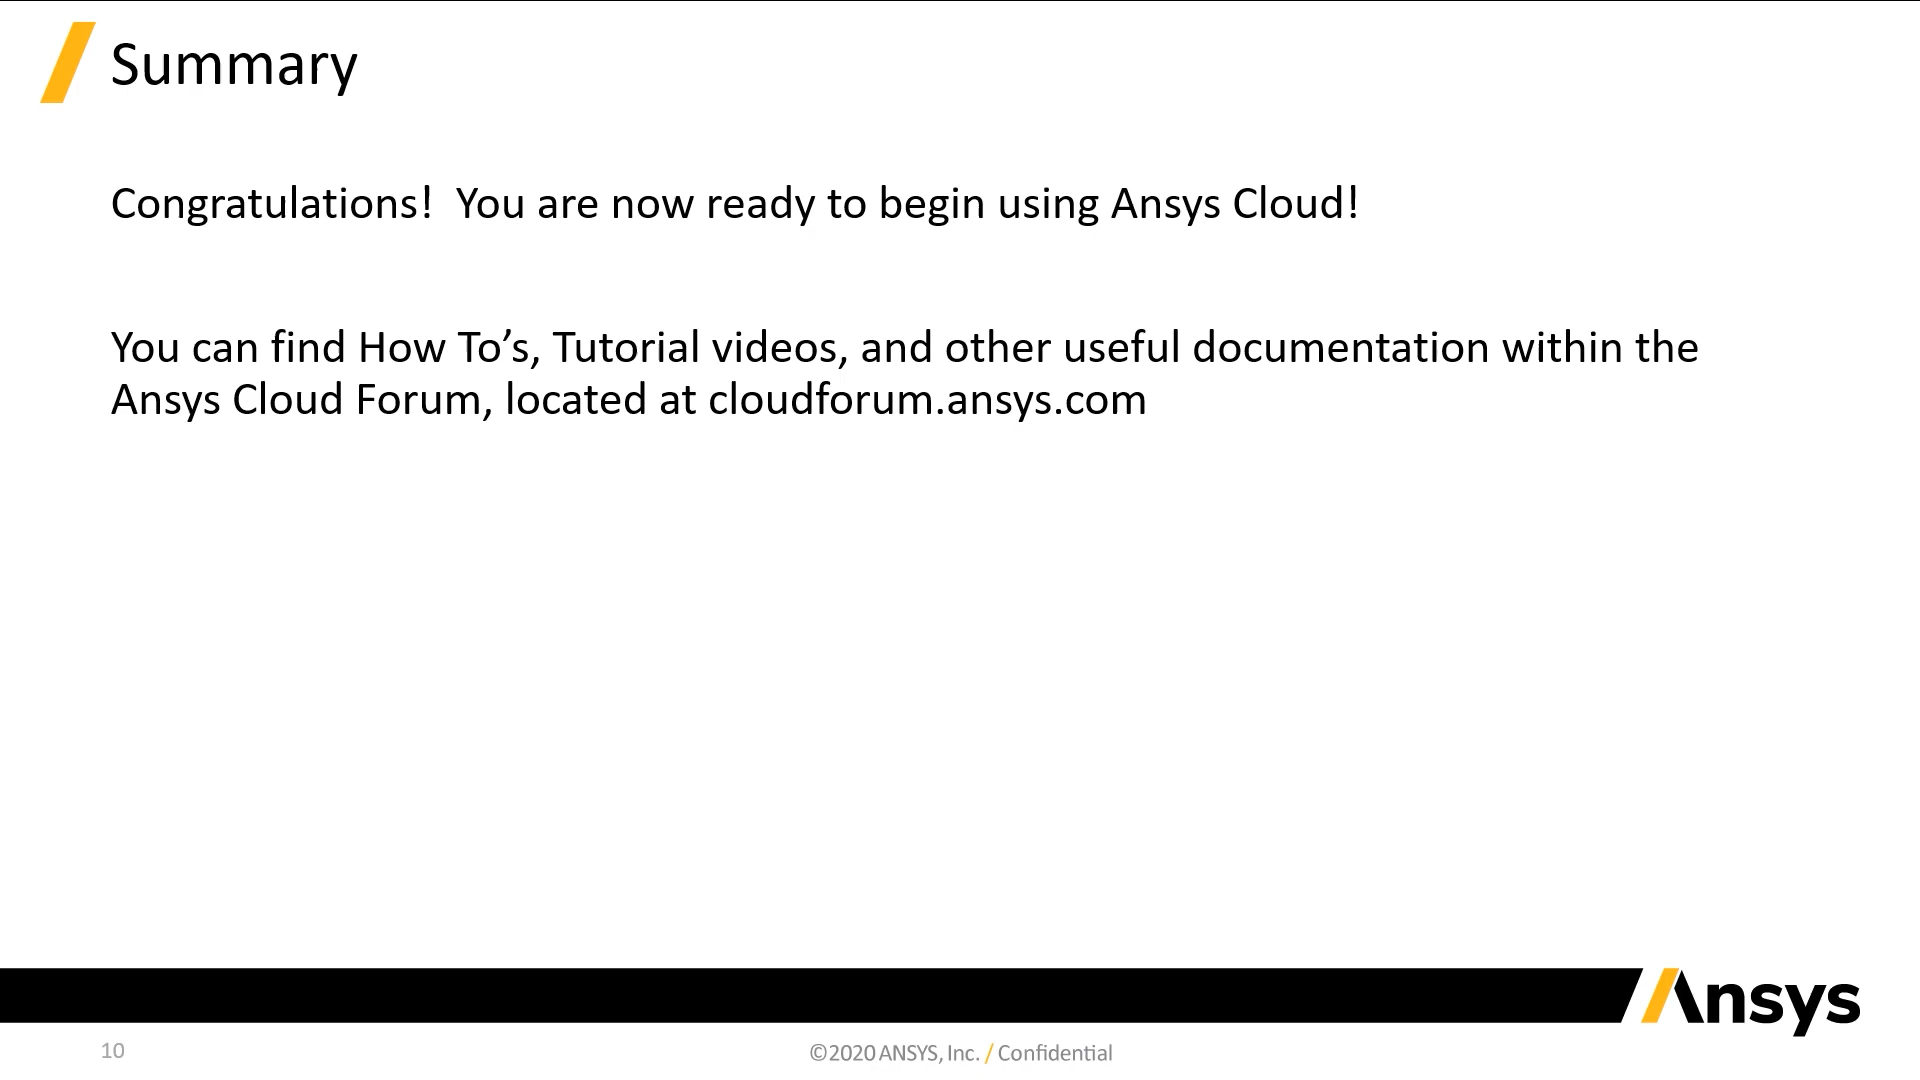 Summary
Congratulations!  You are now ready to begin using Ansys Cloud!
You can find How To’s, Tutorial videos, and other useful documentation within the
Ansys Cloud Forum, located at cloudforum.ansys.com
Ansys
10
©2020 ANSYS, Inc. / Confidential